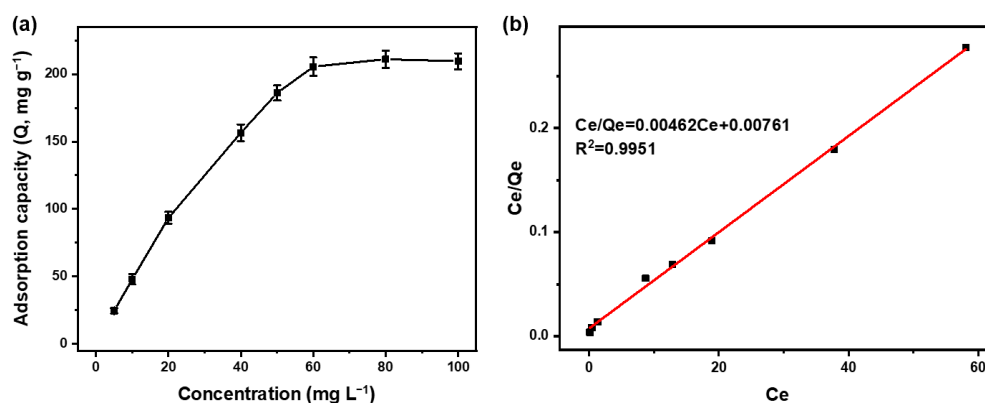 (a)
250
200
150
100
50
0
Adsorption capacity (Q, mg g⁻¹)
0 20 40 60 80 100
Concentration (mg L⁻¹)
(b)
Ce/Qe=0.00462Ce+0.00761
R²=0.9951
0.2
0.1
0.0
Ce/Qe
0 20 40 60
Ce